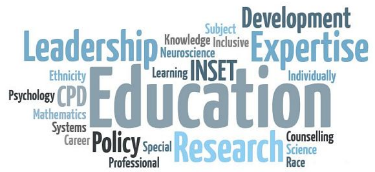 Development
Subject
Leadership
Knowledge Inclusive
Expertise
Neuroscience
Ethnicity
Learning
INSET
Individually
Education
Psychology
CPD
Mathematics
Systems
Career
Policy
Special
Research
Counselling
Science
Professional
Race